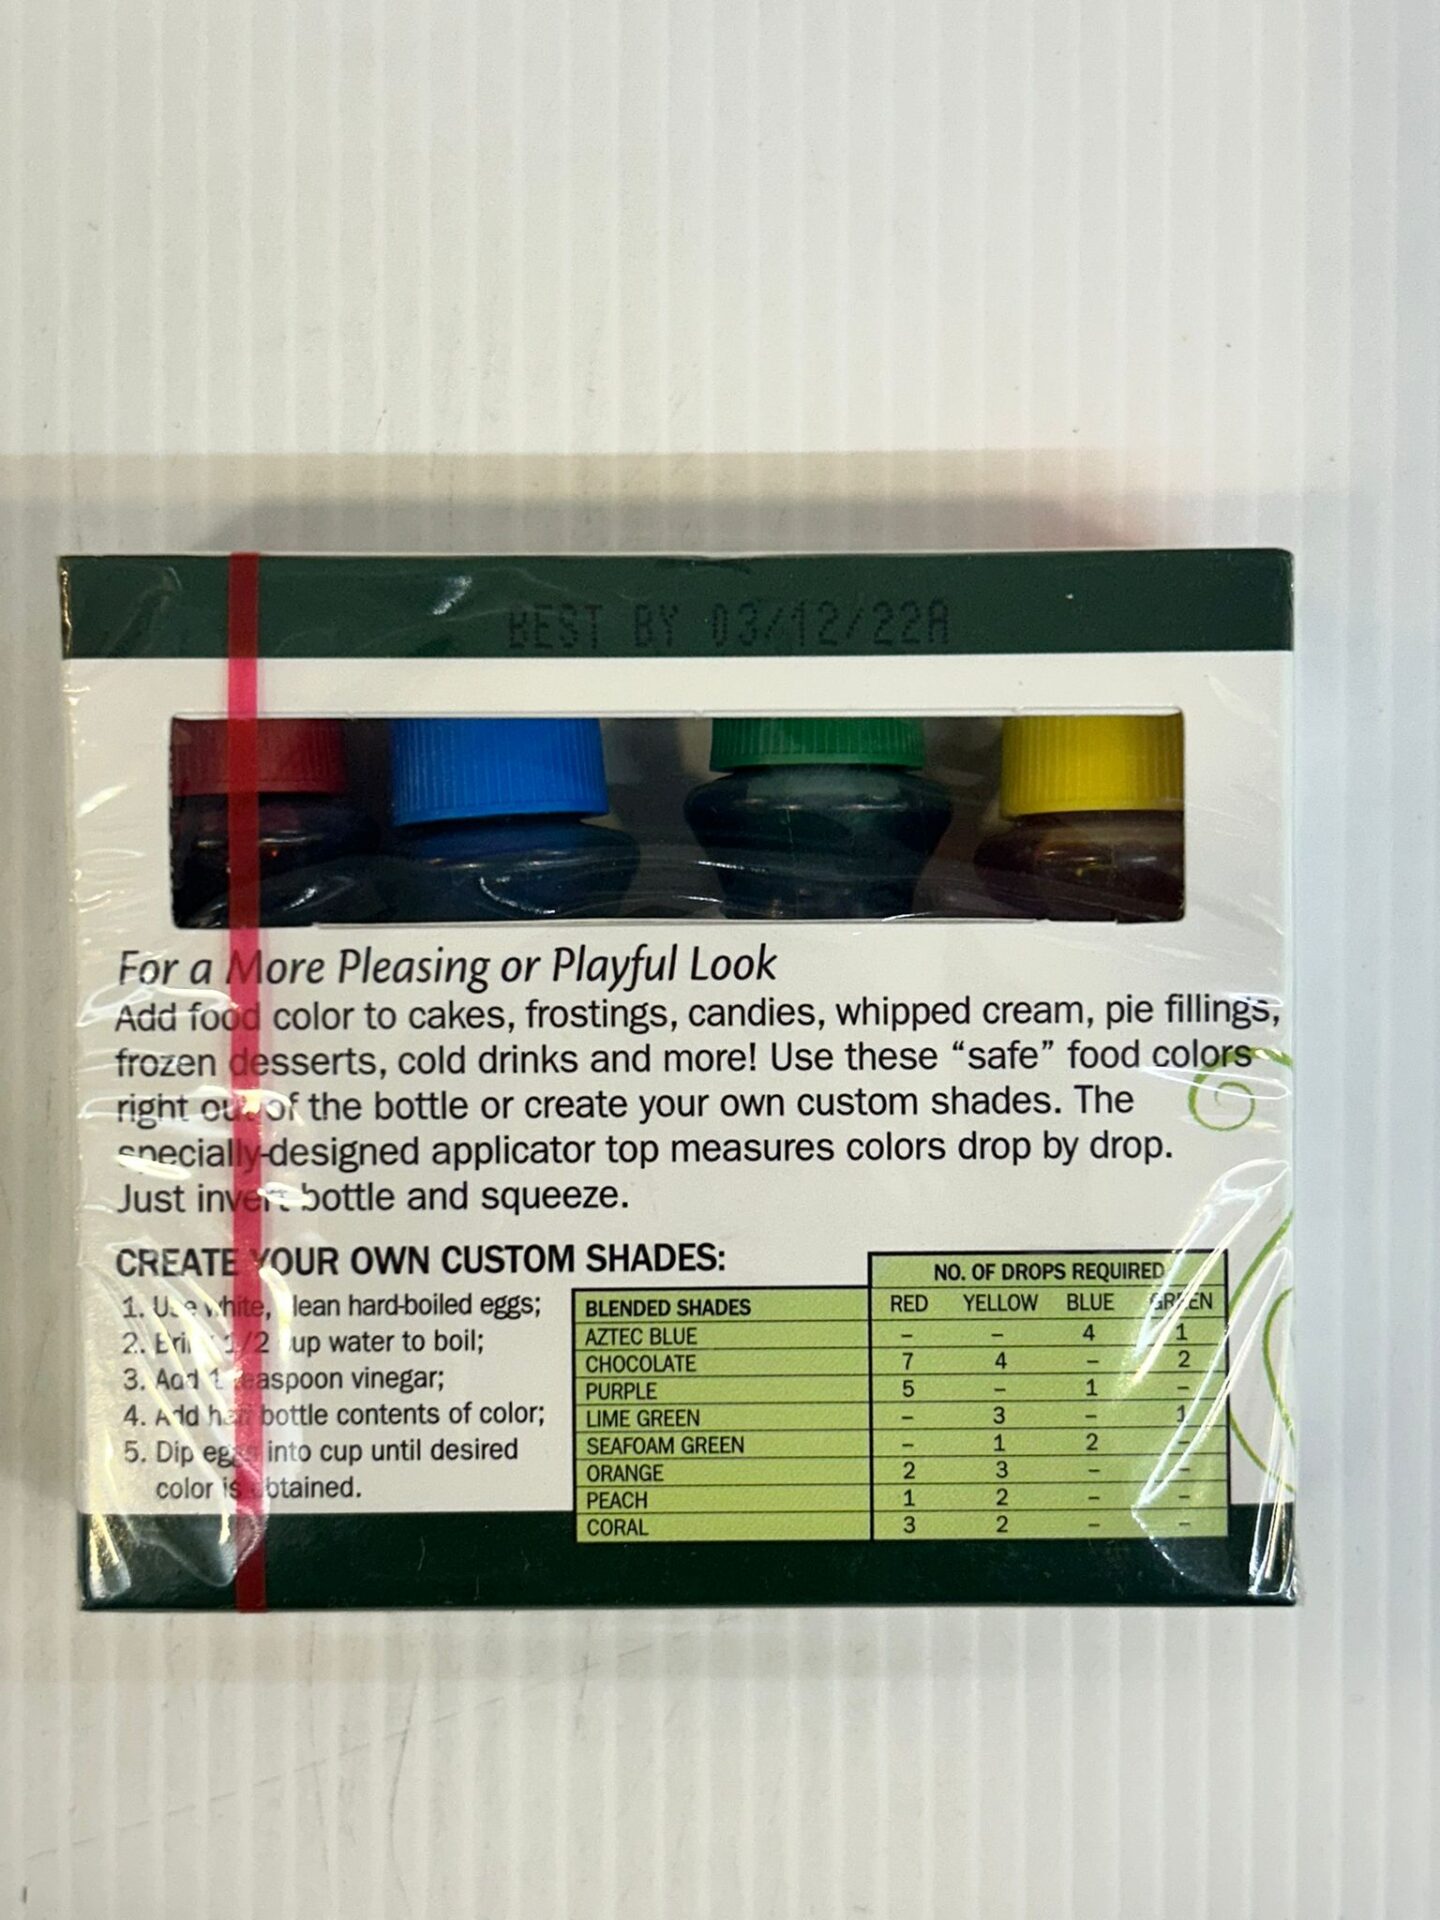 BEST BY 03/12/22A
For a More Pleasing or Playful Look
Add food color to cakes, frostings, candies, whipped cream, pie fillings,
frozen desserts, cold drinks and more! Use these “safe” food colors
right out of the bottle or create your own custom shades. The
specially-designed applicator top measures colors drop by drop.
Just invert bottle and squeeze.
CREATE YOUR OWN CUSTOM SHADES:
1. Use white, clean hard-boiled eggs;
2. Bring 1/2 cup water to boil;
3. Add 1 teaspoon vinegar;
4. Add half bottle contents of color;
5. Dip eggs into cup until desired
color is obtained.
NO. OF DROPS REQUIRED
BLENDED SHADES RED YELLOW BLUE GREEN
AZTEC BLUE – – 4 1
CHOCOLATE 7 4 – 2
PURPLE 5 – 1 –
LIME GREEN – 3 – 1
SEAFOAM GREEN – 1 2 –
ORANGE 2 3 – –
PEACH 1 2 – –
CORAL 3 2 – –